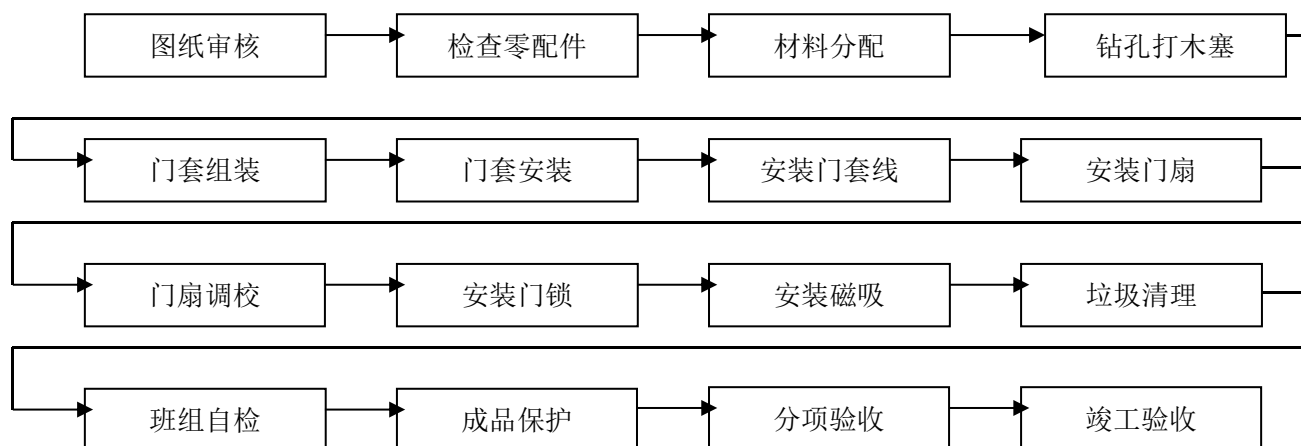 图纸审核 检查零配件 材料分配 钻孔打木塞
门套组装 门套安装 安装门套线 安装门扇
门扇调校 安装门锁 安装磁吸 垃圾清理
班组自检 成品保护 分项验收 竣工验收